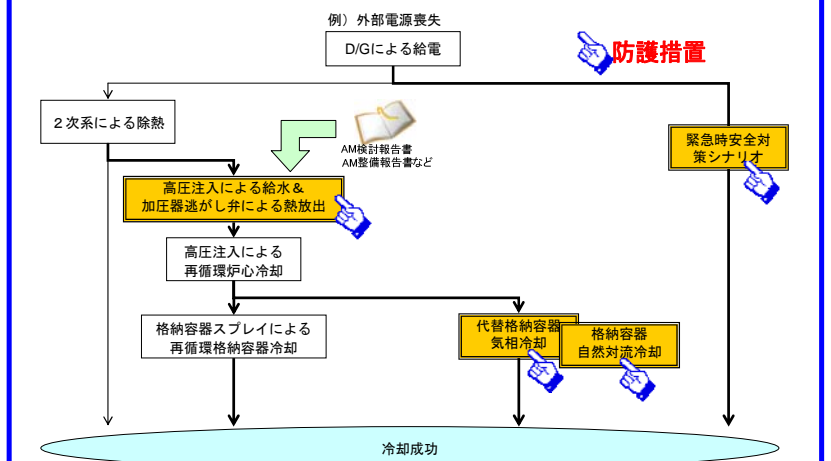 例）外部電源喪失
D/Gによる給電
防護措置
２次系による除熱
AM検討報告書
AM整備報告書など
緊急時安全対
策シナリオ
高圧注入による給水＆
加圧器逃がし弁による熱放出
高圧注入による
再循環炉心冷却
格納容器スプレイによる
再循環格納容器冷却
代替格納容器
気相冷却
格納容器
自然対流冷却
冷却成功